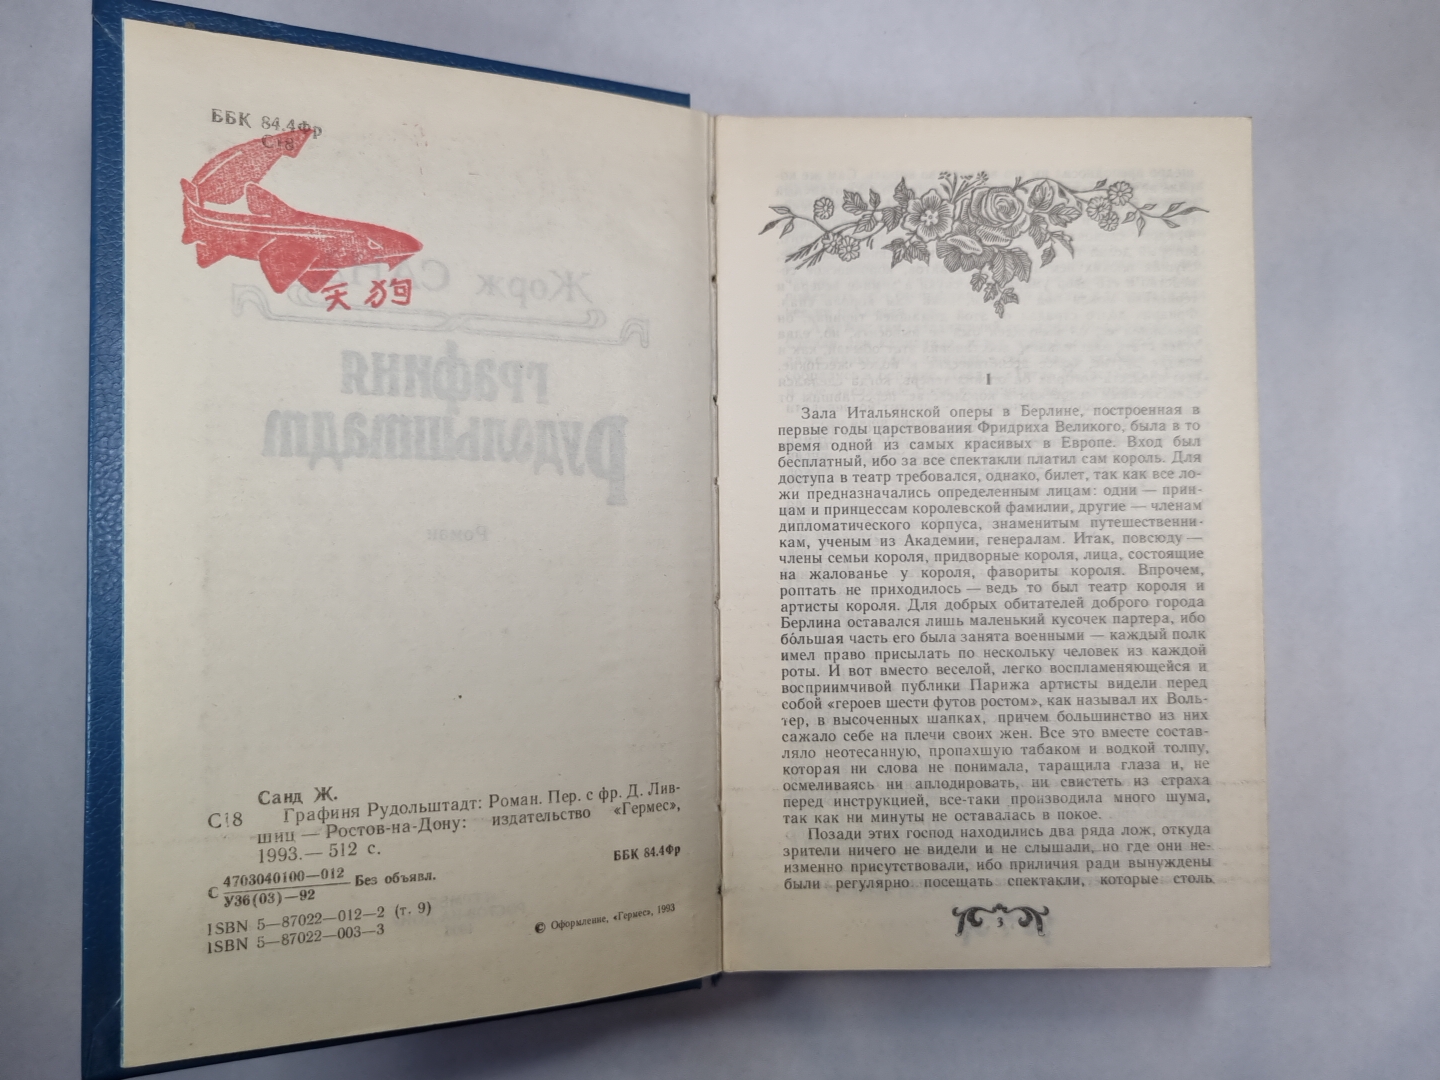 ББК 84.4Фр
С18
天狗
Санд Ж.
С18 Графиня Рудольштадт: Роман. Пер. с фр. Д. Лив-
шиц — Ростов-на-Дону: издательство «Гермес»,
1993.— 512 с.
ББК 84.4Фр
С 4703040100—012
У36(03)—92
Без объявл.
ISBN 5—87022—012—2 (т. 9)
ISBN 5—87022—003—3
© Оформление, «Гермес», 1993
I
Зала Итальянской оперы в Берлине, построенная в
первые годы царствования Фридриха Великого, была в то
время одной из самых красивых в Европе. Вход был
бесплатный, ибо за все спектакли платил сам король. Для
доступа в театр требовался, однако, билет, так как все ло-
жи предназначались определенным лицам: одни — прин-
цам и принцессам королевской фамилии, другие — членам
дипломатического корпуса, знаменитым путешественни-
кам, ученым из Академии, генералам. Итак, повсюду —
члены семьи короля, придворные короля, лица, состоящие
на жалованье у короля, фавориты короля. Впрочем,
роптать не приходилось — ведь то был театр короля и
артисты короля. Для добрых обитателей доброго города
Берлина оставался лишь маленький кусочек партера, ибо
бо́льшая часть его была занята военными — каждый полк
имел право присылать по нескольку человек из каждой
роты. И вот вместо веселой, легко воспламеняющейся и
восприимчивой публики Парижа артисты видели перед
собой «героев шести футов ростом», как называл их Воль-
тер, в высоченных шапках, причем большинство из них
сажало себе на плечи своих жен. Все это вместе состав-
ляло неотесанную, пропахшую табаком и водкой толпу,
которая ни слова не понимала, таращила глаза и, не
осмеливаясь ни аплодировать, ни свистеть из страха
перед инструкцией, все-таки производила много шума,
так как ни минуты не оставалась в покое.
Позади этих господ находились два ряда лож, откуда
зрители ничего не видели и не слышали, но где они не-
изменно присутствовали, ибо приличия ради вынуждены
были регулярно посещать спектакли, которые столь
3